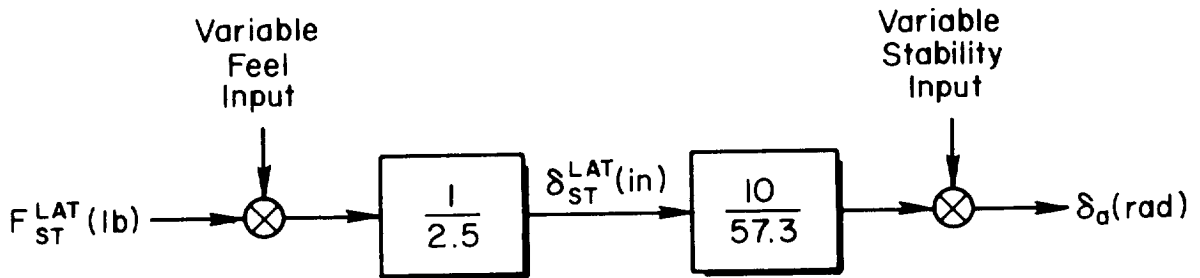 Variable
Feel
Input
Variable
Stability
Input
F_ST^LAT (lb)
1
2.5
δ_ST^LAT (in)
10
57.3
δ_a (rad)